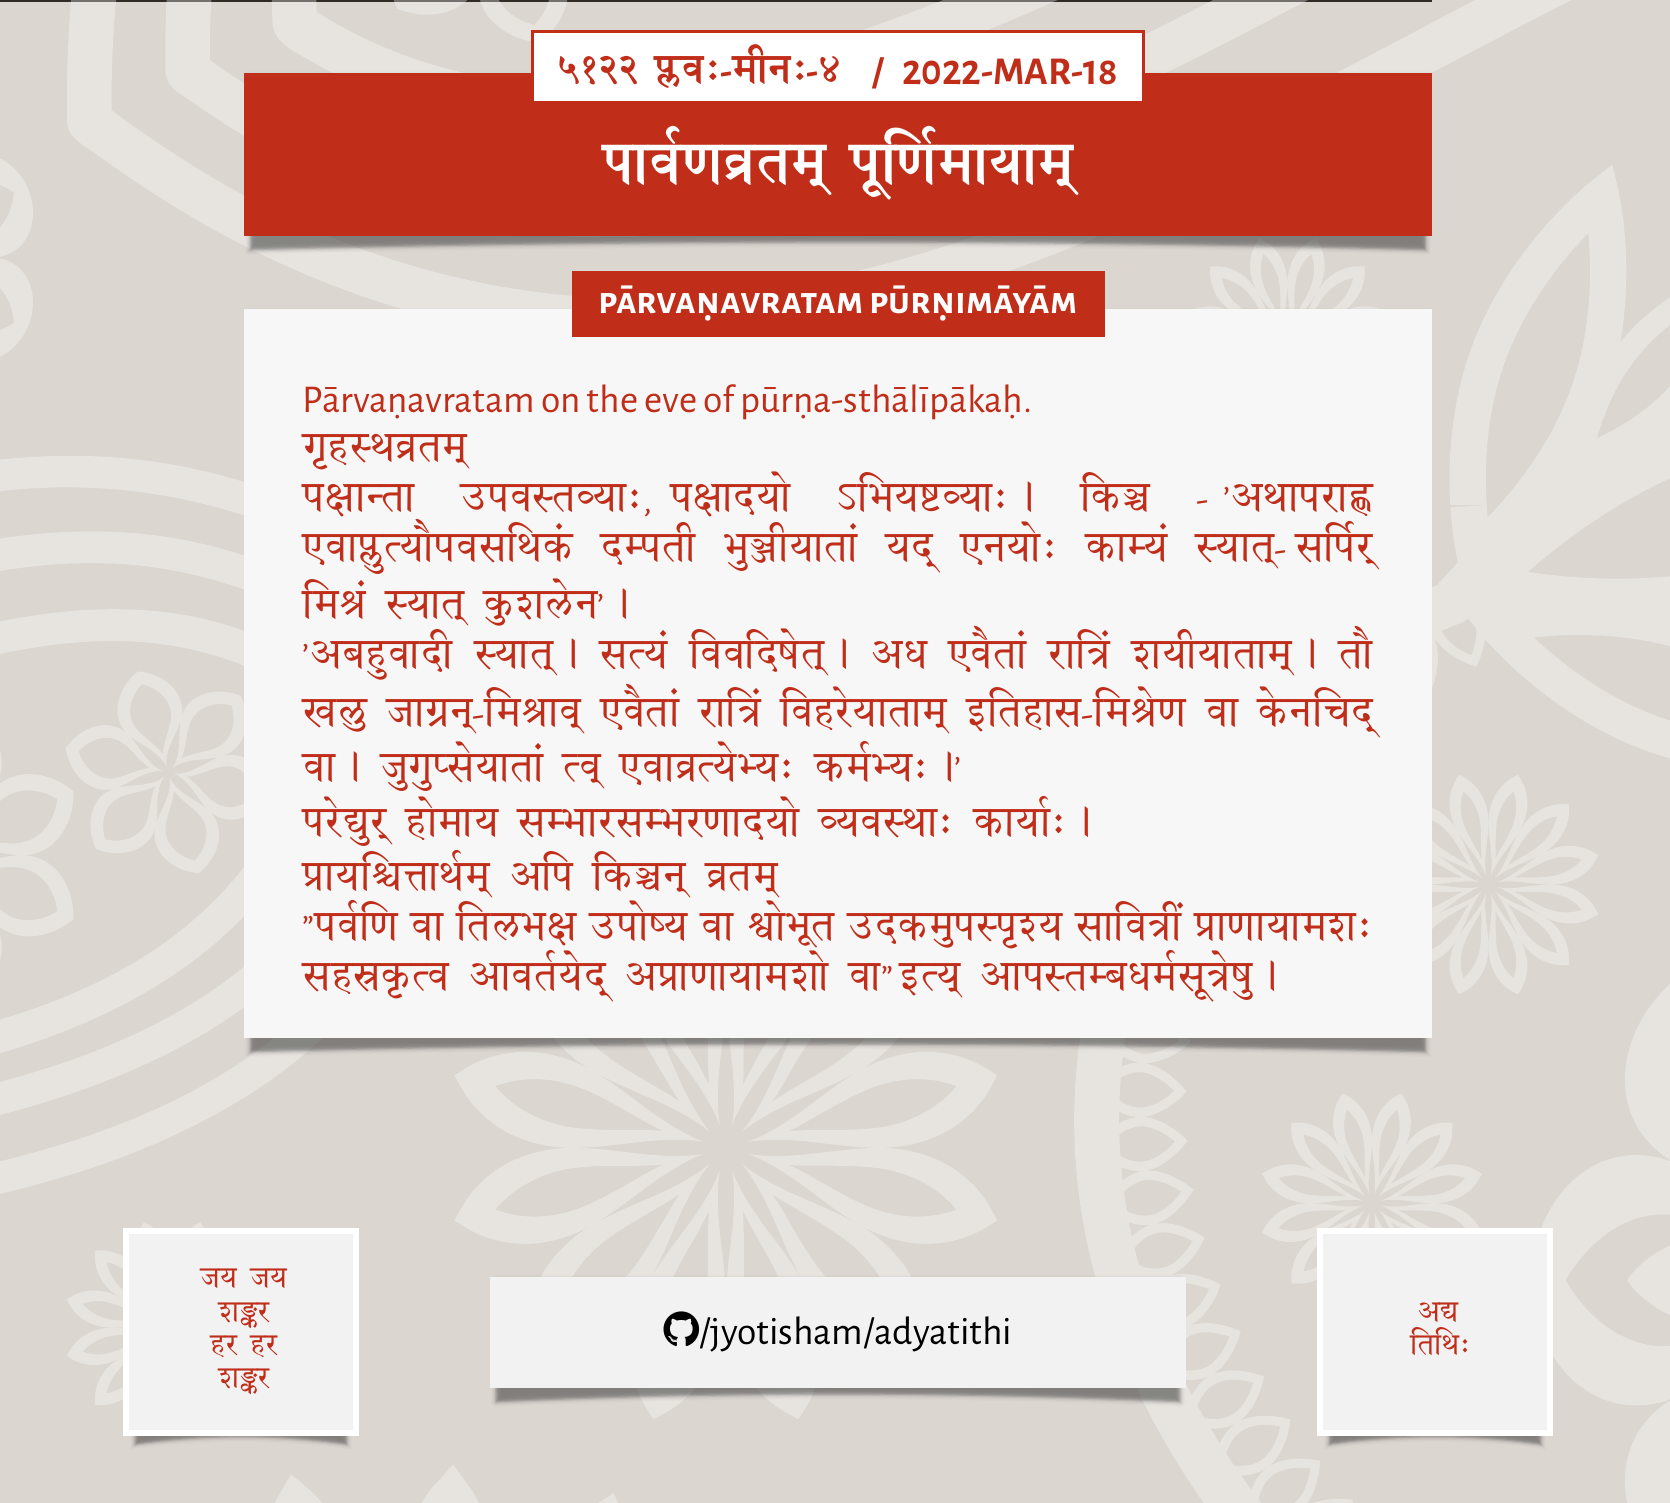 ५१२२ प्लवः-मीनः-४ / 2022-MAR-18
पार्वणव्रतम् पूर्णिमायाम्
PĀRVAṆAVRATAM PŪRṆIMĀYĀM
Pārvaṇavratam on the eve of pūrṇa-sthālīpākaḥ.
गृहस्थव्रतम्
पक्षान्ता उपवस्तव्याः, पक्षादयो ऽभियष्टव्याः । किञ्च - ’अथापराह्ण
एवाप्लुत्यौपवसथिकं दम्पती भुञ्जीयातां यद् एनयोः काम्यं स्यात्- सर्पिर्
मिश्रं स्यात् कुशलेन’ ।
’अबहुवादी स्यात् । सत्यं विवदिषेत् । अध एवैतां रात्रिं शयीयाताम् । तौ
खलु जाग्रन्-मिश्राव् एवैतां रात्रिं विहरेयाताम् इतिहास-मिश्रेण वा केनचिद्
वा । जुगुप्सेयातां त्व् एवाव्रत्येभ्यः कर्मभ्यः ।’
परेद्युर् होमाय सम्भारसम्भरणादयो व्यवस्थाः कार्याः ।
प्रायश्चित्तार्थम् अपि किञ्चन् व्रतम्
”पर्वणि वा तिलभक्ष उपोष्य वा श्वोभूत उदकमुपस्पृश्य सावित्रीं प्राणायामशः
सहस्रकृत्व आवर्तयेद् अप्राणायामशो वा” इत्य् आपस्तम्बधर्मसूत्रेषु ।
जय जय
शङ्कर
हर हर
शङ्कर
/jyotisham/adyatithi
अद्य
तिथिः